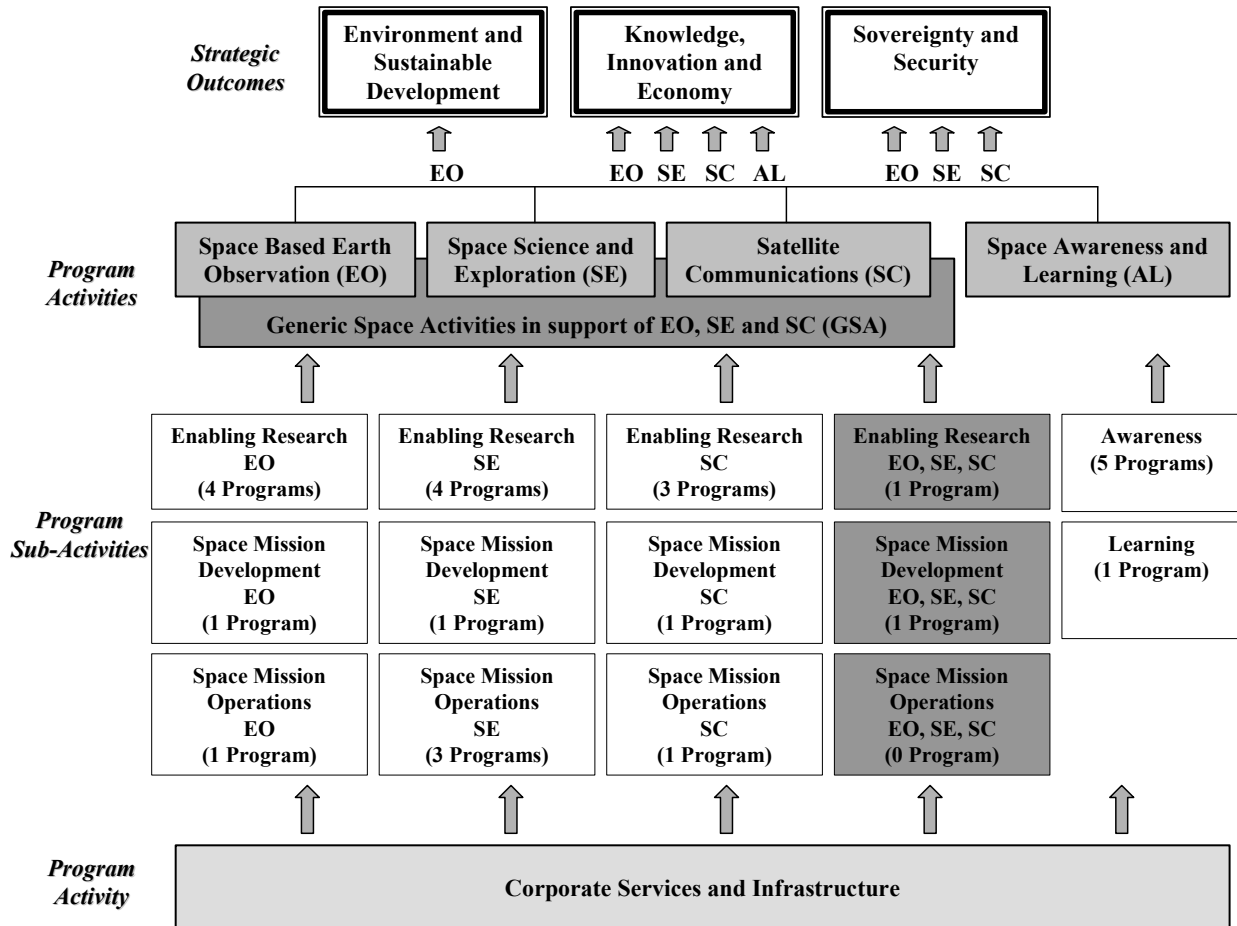 Strategic
Outcomes
Environment and
Sustainable
Development
Knowledge,
Innovation and
Economy
Sovereignty and
Security
EO
EO SE SC AL
EO SE SC
Program
Activities
Space Based Earth
Observation (EO)
Space Science and
Exploration (SE)
Satellite
Communications (SC)
Space Awareness and
Learning (AL)
Generic Space Activities in support of EO, SE and SC (GSA)
Program
Sub-Activities
Enabling Research
EO
(4 Programs)
Enabling Research
SE
(4 Programs)
Enabling Research
SC
(3 Programs)
Enabling Research
EO, SE, SC
(1 Program)
Awareness
(5 Programs)
Space Mission
Development
EO
(1 Program)
Space Mission
Development
SE
(1 Program)
Space Mission
Development
SC
(1 Program)
Space Mission
Development
EO, SE, SC
(1 Program)
Learning
(1 Program)
Space Mission
Operations
EO
(1 Program)
Space Mission
Operations
SE
(3 Programs)
Space Mission
Operations
SC
(1 Program)
Space Mission
Operations
EO, SE, SC
(0 Program)
Program
Activity
Corporate Services and Infrastructure